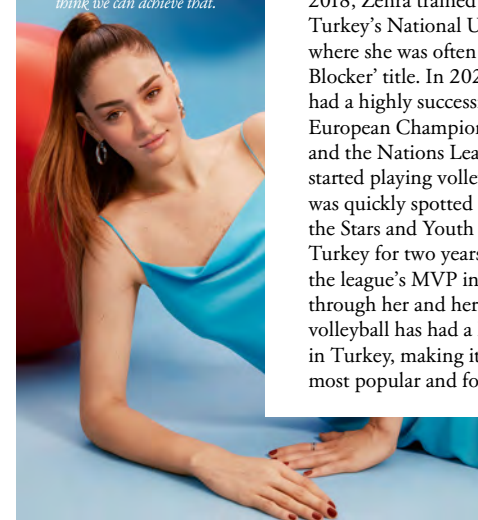 think we can achieve that.
2018, Zehra trained
Turkey's National U
where she was often
Blocker' title. In 202
had a highly success
European Champion
and the Nations Lea
started playing volle
was quickly spotted
the Stars and Youth
Turkey for two years
the league's MVP in
through her and her
volleyball has had a
in Turkey, making it
most popular and fo